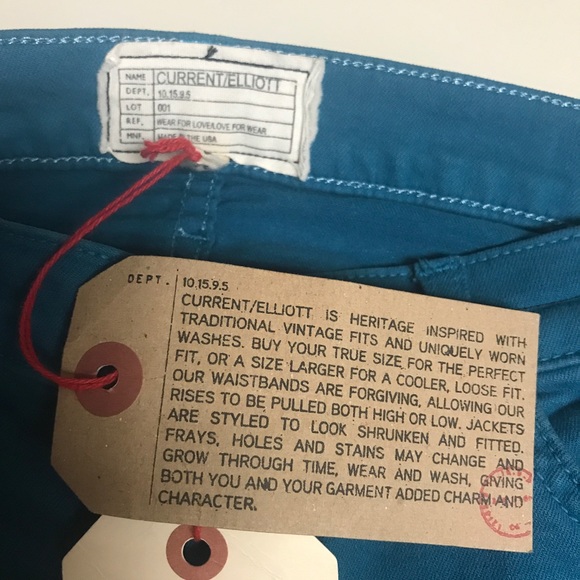 NAME CURRENT/ELLIOTT
DEPT. 10.15.9.5
LOT 001
REF. WEAR FOR LOVE/LOVE FOR WEAR
MNR. MADE IN THE USA
DEPT. 10.15.9.5
CURRENT/ELLIOTT IS HERITAGE INSPIRED WITH
TRADITIONAL VINTAGE FITS AND UNIQUELY WORN
WASHES. BUY YOUR TRUE SIZE FOR THE PERFECT
FIT, OR A SIZE LARGER FOR A COOLER, LOOSE FIT.
OUR WAISTBANDS ARE FORGIVING, ALLOWING OUR
RISES TO BE PULLED BOTH HIGH OR LOW. JACKETS
ARE STYLED TO LOOK SHRUNKEN AND FITTED.
FRAYS, HOLES AND STAINS MAY CHANGE AND
GROW THROUGH TIME, WEAR AND WASH, GIVING
BOTH YOU AND YOUR GARMENT ADDED CHARM AND
CHARACTER.